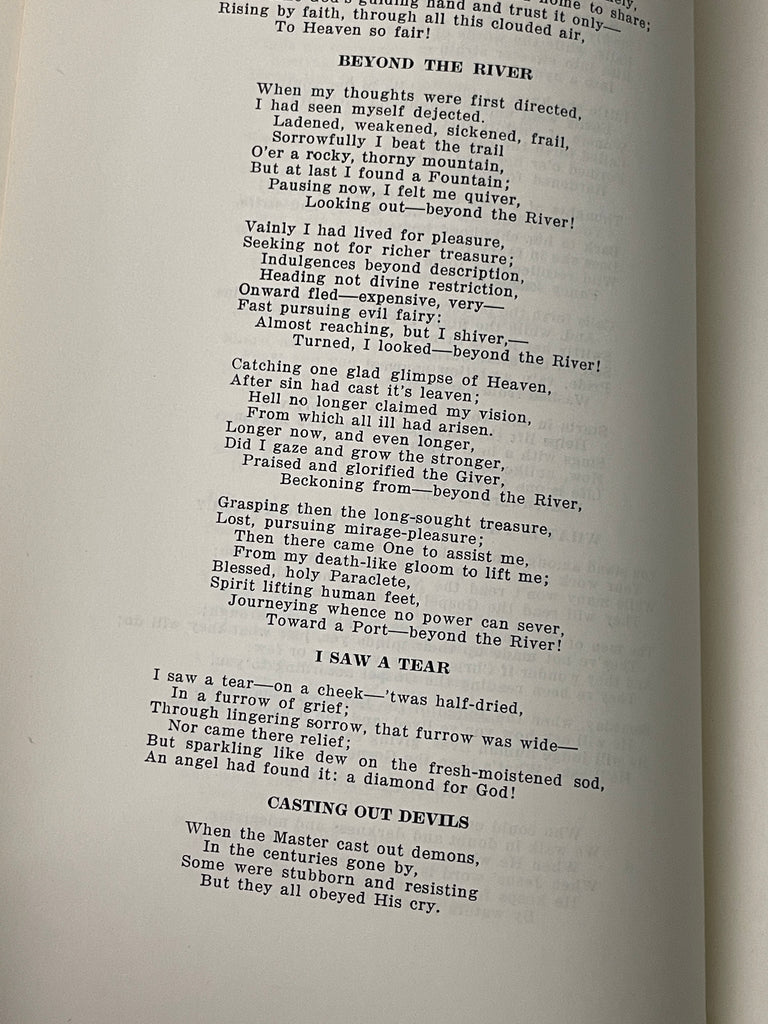 guiding hand and trust it only—
to share;
Rising by faith, through all this clouded air,
To Heaven so fair!
BEYOND THE RIVER
When my thoughts were first directed,
I had seen myself dejected.
Ladened, weakened, sickened, frail,
Sorrowfully I beat the trail
O'er a rocky, thorny mountain,
But at last I found a Fountain;
Pausing now, I felt me quiver,
Looking out—beyond the River!
Vainly I had lived for pleasure,
Seeking not for richer treasure;
Indulgences beyond description,
Heading not divine restriction,
Onward fled—expensive, very—
Fast pursuing evil fairy:
Almost reaching, but I shiver,—
Turned, I looked—beyond the River!
Catching one glad glimpse of Heaven,
After sin had cast it's leaven;
Hell no longer claimed my vision,
From which all ill had arisen.
Longer now, and even longer,
Did I gaze and grow the stronger,
Praised and glorified the Giver,
Beckoning from—beyond the River,
Grasping then the long-sought treasure,
Lost, pursuing mirage-pleasure;
Then there came One to assist me,
From my death-like gloom to lift me;
Blessed, holy Paraclete,
Spirit lifting human feet,
Journeying whence no power can sever,
Toward a Port—beyond the River!
I SAW A TEAR
I saw a tear—on a cheek—'twas half-dried,
In a furrow of grief;
Through lingering sorrow, that furrow was wide—
Nor came there relief;
But sparkling like dew on the fresh-moistened sod,
An angel had found it: a diamond for God!
CASTING OUT DEVILS
When the Master cast out demons,
In the centuries gone by,
Some were stubborn and resisting
But they all obeyed His cry.